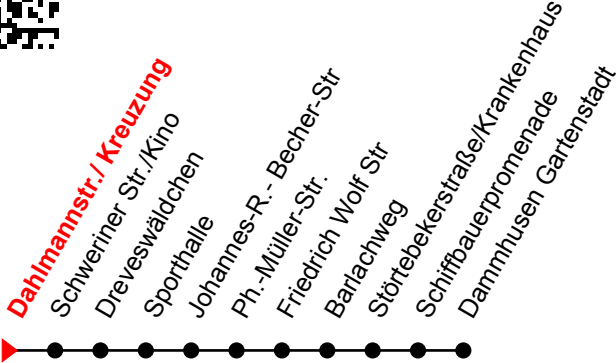 Dahlmannstr./ Kreuzung
Schweriner Str./Kino
Dreveswäldchen
Sporthalle
Johannes-R.- Becher-Str
Ph.-Müller-Str.
Friedrich Wolf Str
Barlachweg
Störtebekerstraße/Krankenhaus
Schiffbauerpromenade
Dammhusen Gartenstadt